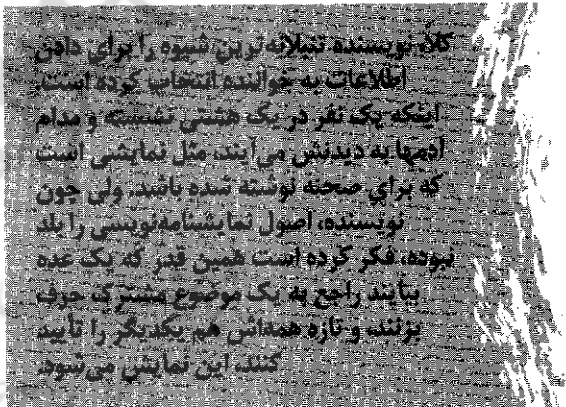 کلاً نویسنده تنبلانه‌ترین شیوه را برای دادن
اطلاعات به خواننده انتخاب کرده است.
اینکه یک نفر در یک هشتی نشسته و مدام
آدمها به دیدنش می‌آیند، مثل نمایشی است
که برای صحنه نوشته شده باشد. ولی چون
نویسنده، اصول نمایشنامه‌نویسی را بلد
نبوده، فکر کرده است همین قدر که یک عده
بیایند راجع به یک موضوع مشترک حرف
بزنند، و تازه همه‌اش هم یکدیگر را تأیید
کنند، این نمایش می‌شود.